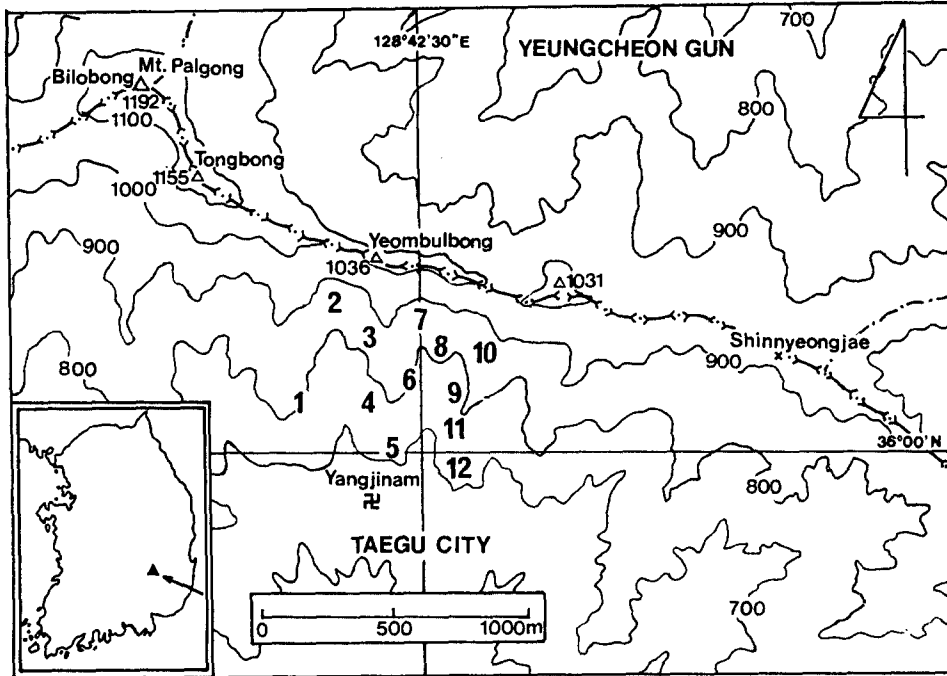 700
128°42'30"E
YEUNGCHEON GUN
Mt. Palgong
Bilobong
1192
1100
800
Tongbong
1155
1000
900
Yeombulbong
1036
900
1031
2
7
Shinnyeongjae
3
8
10
900
800
6
1
4
9
11
36°00'N
5
12
Yangjinam
卍
800
TAEGU CITY
700
0 500 1000m